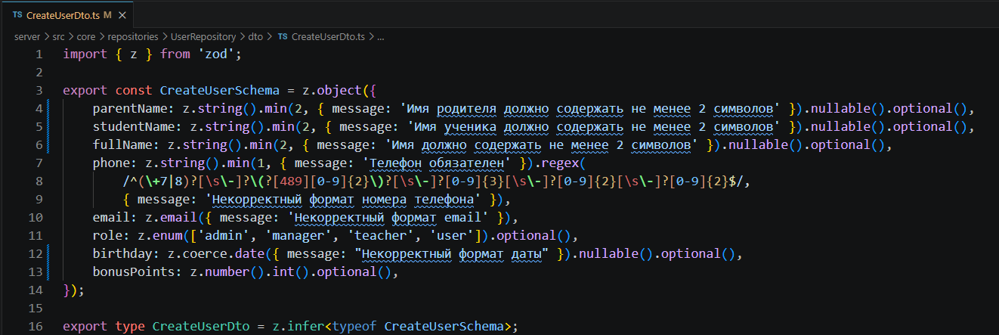 TS CreateUserDto.ts M ×
server > src > core > repositories > UserRepository > dto > TS CreateUserDto.ts > ...
1 import { z } from 'zod';
2
3 export const CreateUserSchema = z.object({
4 parentName: z.string().min(2, { message: 'Имя родителя должно содержать не менее 2 символов' }).nullable().optional(),
5 studentName: z.string().min(2, { message: 'Имя ученика должно содержать не менее 2 символов' }).nullable().optional(),
6 fullName: z.string().min(2, { message: 'Имя должно содержать не менее 2 символов' }).nullable().optional(),
7 phone: z.string().min(1, { message: 'Телефон обязателен' }).regex(
8 /^(\+7|8)?[\s\-]?\(?[489][0-9]{2}\)?[\s\-]?[0-9]{3}[\s\-]?[0-9]{2}[\s\-]?[0-9]{2}$/,
9 { message: 'Некорректный формат номера телефона' }),
10 email: z.email({ message: 'Некорректный формат email' }),
11 role: z.enum(['admin', 'manager', 'teacher', 'user']).optional(),
12 birthday: z.coerce.date({ message: "Некорректный формат даты" }).nullable().optional(),
13 bonusPoints: z.number().int().optional(),
14 });
15
16 export type CreateUserDto = z.infer<typeof CreateUserSchema>;